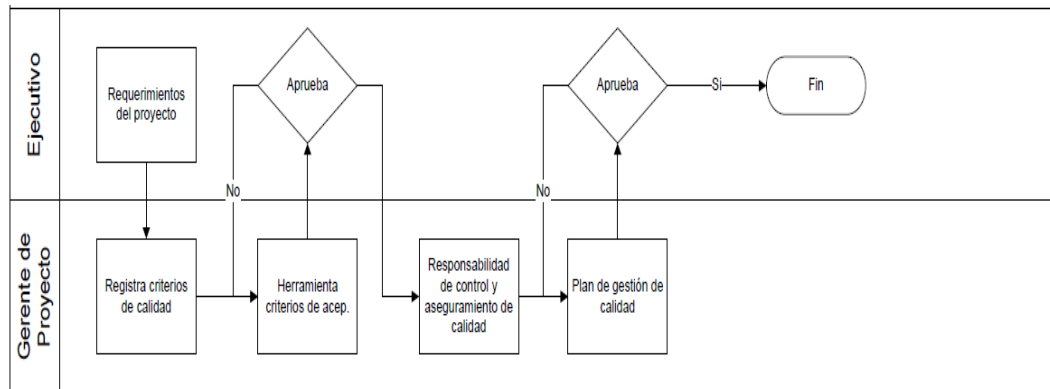 Ejecutivo
Requerimientos
del proyecto
Aprueba
Aprueba
Si
Fin
No
No
Gerente de
Proyecto
Registra criterios
de calidad
Herramienta
criterios de acep.
Responsabilidad
de control y
aseguramiento de
calidad
Plan de gestión de
calidad